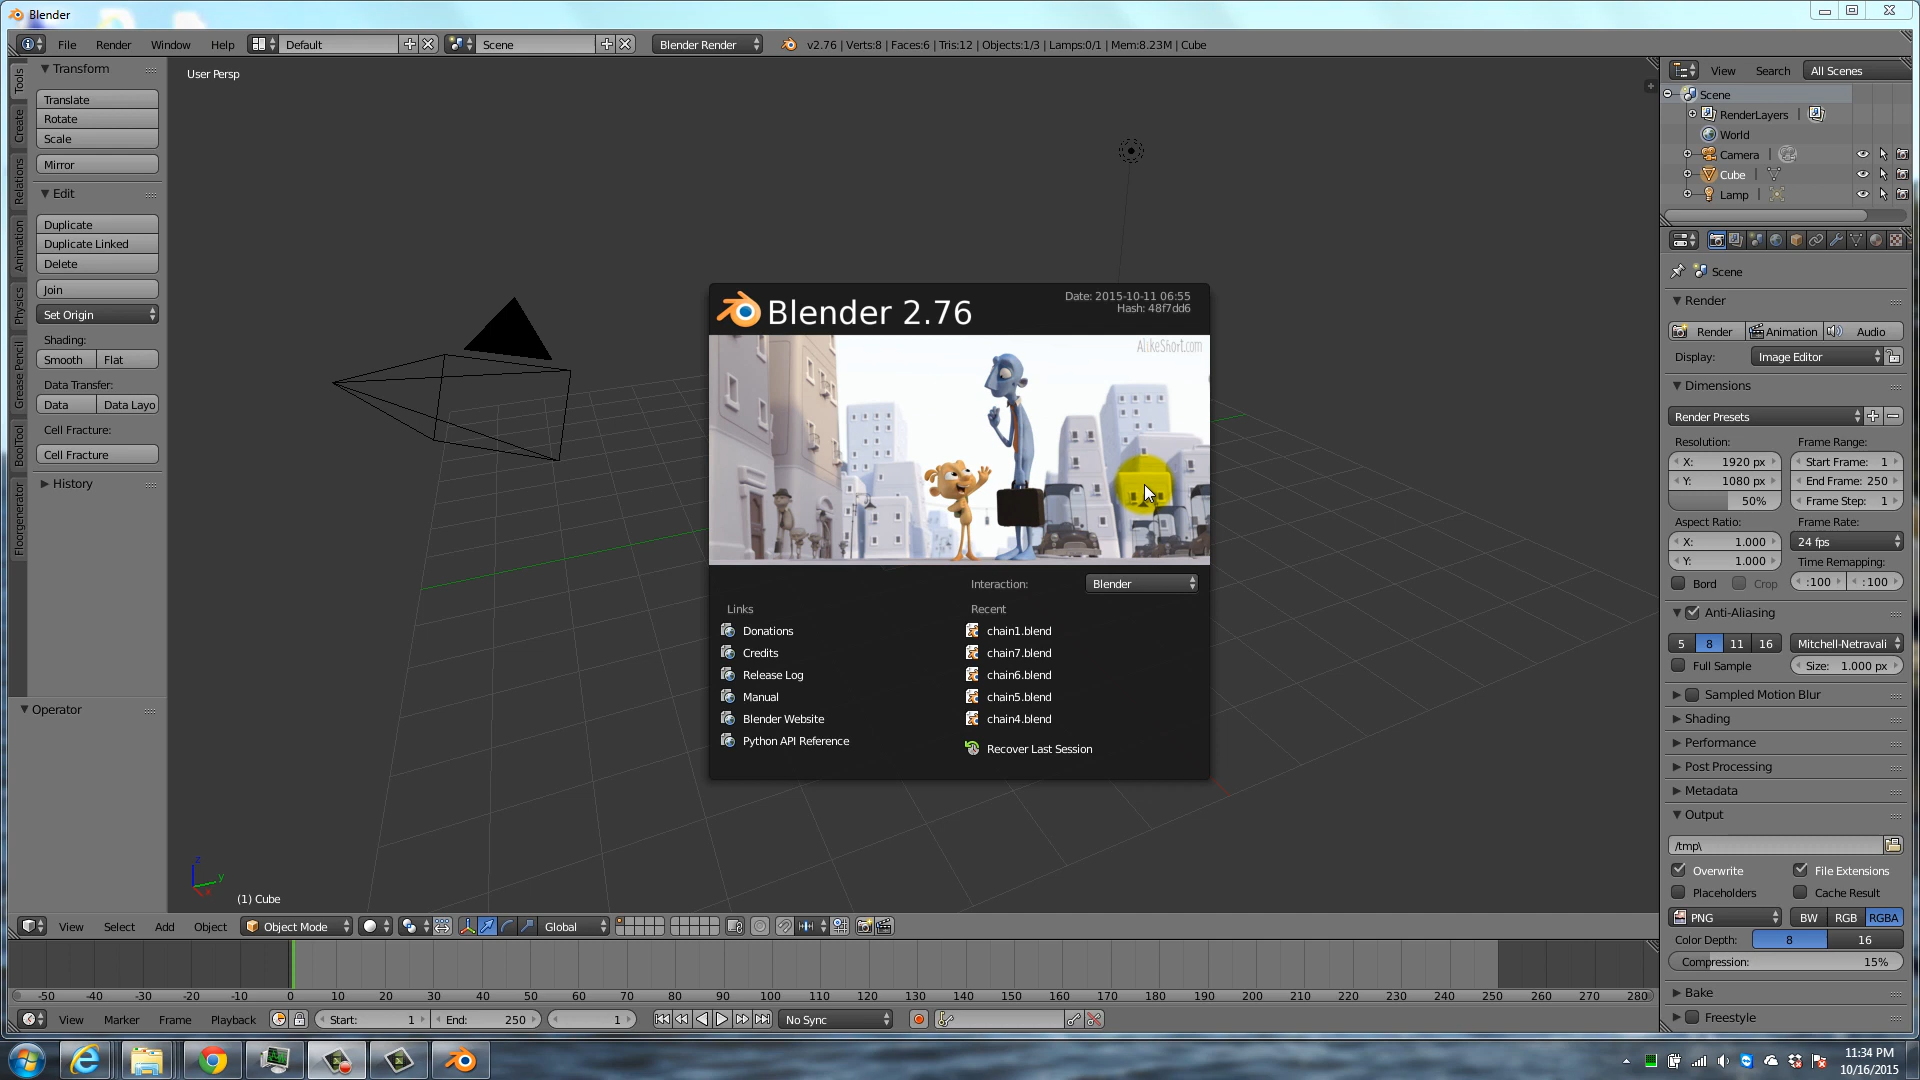 Blender
File Render Window Help Default Scene Blender Render v2.76 | Verts:8 | Faces:6 | Tris:12 | Objects:1/3 | Lamps:0/1 | Mem:8.23M | Cube
Tools
Create
Relations
Animation
Physics
Grease Pencil
BoolTool
Floorgenerator
Transform
Translate
Rotate
Scale
Mirror
Edit
Duplicate
Duplicate Linked
Delete
Join
Set Origin
Shading:
Smooth Flat
Data Transfer:
Data Data Layo
Cell Fracture:
Cell Fracture
History
Operator
User Persp
Blender 2.76
Date: 2015-10-11 06:55
Hash: 48f7dd6
AlikeShort.com
Interaction: Blender
Links
Donations
Credits
Release Log
Manual
Blender Website
Python API Reference
Recent
chain1.blend
chain7.blend
chain6.blend
chain5.blend
chain4.blend
Recover Last Session
z
y
x
(1) Cube
View Select Add Object Object Mode Global
-50 -40 -30 -20 -10 0 10 20 30 40 50 60 70 80 90 100 110 120 130 140 150 160 170 180 190 200 210 220 230 240 250 260 270 280
View Marker Frame Playback Start: 1 End: 250 1 No Sync
View Search All Scenes
Scene
RenderLayers |
World
Camera |
Cube |
Lamp |
Scene
Render
Render Animation Audio
Display: Image Editor
Dimensions
Render Presets
Resolution: Frame Range:
X: 1920 px Start Frame: 1
Y: 1080 px End Frame: 250
50% Frame Step: 1
Aspect Ratio: Frame Rate:
X: 1.000 24 fps
Y: 1.000 Time Remapping:
Bord Crop :100 :100
Anti-Aliasing
5 8 11 16 Mitchell-Netravali
Full Sample Size: 1.000 px
Sampled Motion Blur
Shading
Performance
Post Processing
Metadata
Output
/tmp\
Overwrite File Extensions
Placeholders Cache Result
PNG BW RGB RGBA
Color Depth: 8 16
Compression: 15%
Bake
Freestyle
11:34 PM
10/16/2015